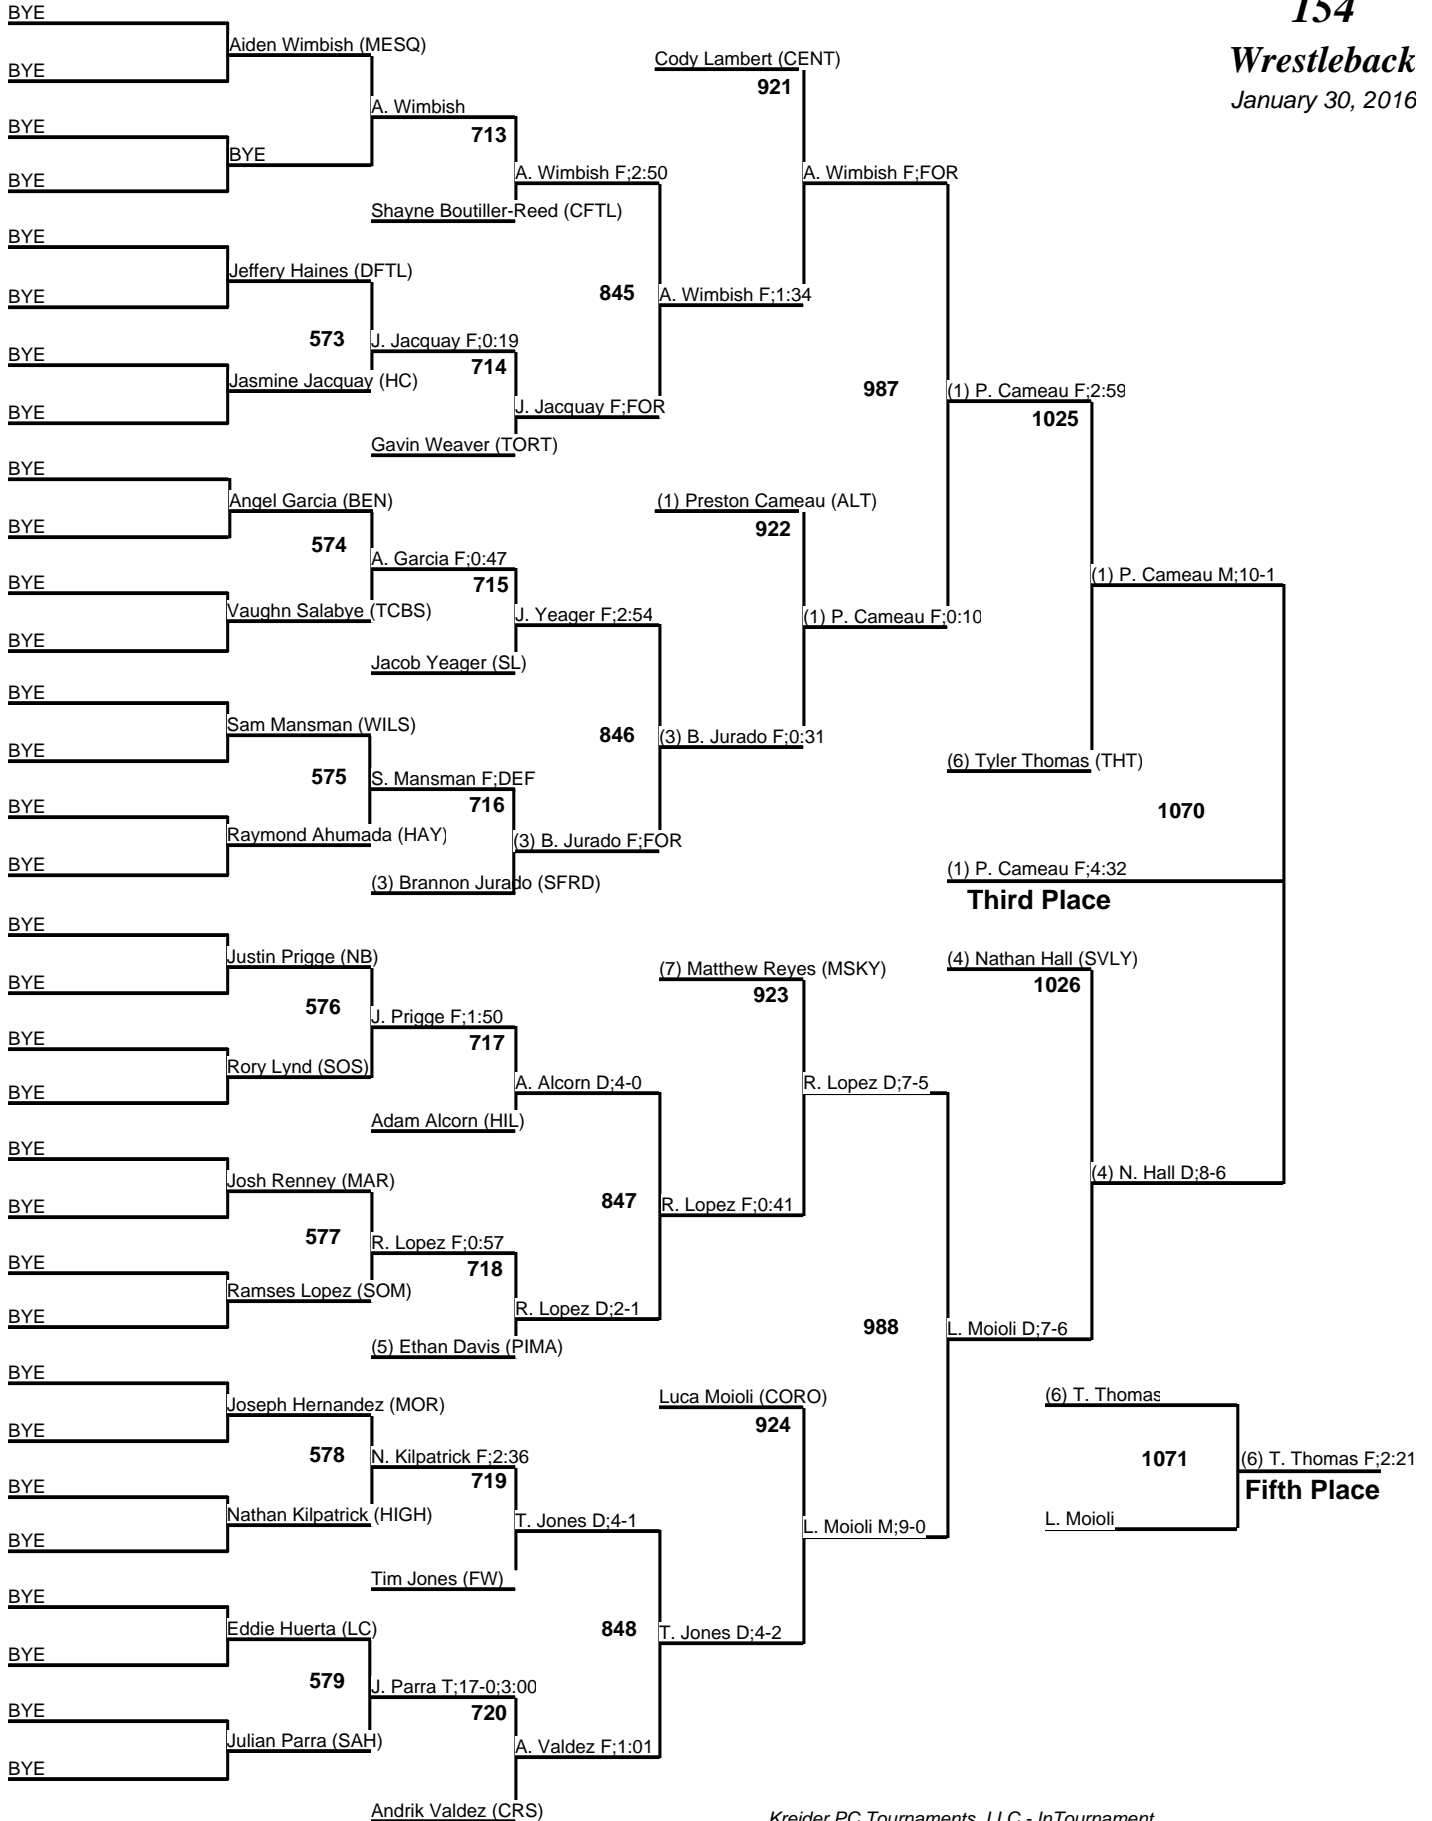 154
Wrestleback
January 30, 2016
BYE
Aiden Wimbish (MESQ)
BYE
A. Wimbish
713
BYE
BYE
BYE
A. Wimbish F;2:50
Shayne Boutiller-Reed (CFTL)
BYE
Jeffery Haines (DFTL)
BYE
573
J. Jacquay F;0:19
714
BYE
Jasmine Jacquay (HC)
BYE
J. Jacquay F;FOR
Gavin Weaver (TORT)
845
A. Wimbish F;1:34
Cody Lambert (CENT)
921
A. Wimbish F;FOR
BYE
Angel Garcia (BEN)
BYE
574
A. Garcia F;0:47
715
BYE
Vaughn Salabye (TCBS)
BYE
J. Yeager F;2:54
Jacob Yeager (SL)
BYE
Sam Mansman (WILS)
BYE
575
S. Mansman F;DEF
716
BYE
Raymond Ahumada (HAY)
BYE
(3) B. Jurado F;FOR
(3) Brannon Jurado (SFRD)
846
(3) B. Jurado F;0:31
(1) Preston Cameau (ALT)
922
(1) P. Cameau F;0:10
987
(1) P. Cameau F;2:59
1025
(1) P. Cameau M;10-1
(6) Tyler Thomas (THT)
1070
(1) P. Cameau F;4:32
Third Place
BYE
Justin Prigge (NB)
BYE
576
J. Prigge F;1:50
717
BYE
Rory Lynd (SOS)
BYE
A. Alcorn D;4-0
Adam Alcorn (HIL)
BYE
Josh Renney (MAR)
BYE
577
R. Lopez F;0:57
718
BYE
Ramses Lopez (SOM)
BYE
R. Lopez D;2-1
(5) Ethan Davis (PIMA)
847
R. Lopez F;0:41
(7) Matthew Reyes (MSKY)
923
R. Lopez D;7-5
(4) Nathan Hall (SVLY)
1026
(4) N. Hall D;8-6
988
L. Moioli D;7-6
BYE
Joseph Hernandez (MOR)
BYE
578
N. Kilpatrick F;2:36
719
BYE
Nathan Kilpatrick (HIGH)
BYE
T. Jones D;4-1
Tim Jones (FW)
BYE
Eddie Huerta (LC)
BYE
579
J. Parra T;17-0;3:00
720
BYE
Julian Parra (SAH)
BYE
A. Valdez F;1:01
Andrik Valdez (CRS)
848
T. Jones D;4-2
Luca Moioli (CORO)
924
L. Moioli M;9-0
(6) T. Thomas
1071
(6) T. Thomas F;2:21
Fifth Place
L. Moioli
Kreider PC Tournaments, LLC - InTournament